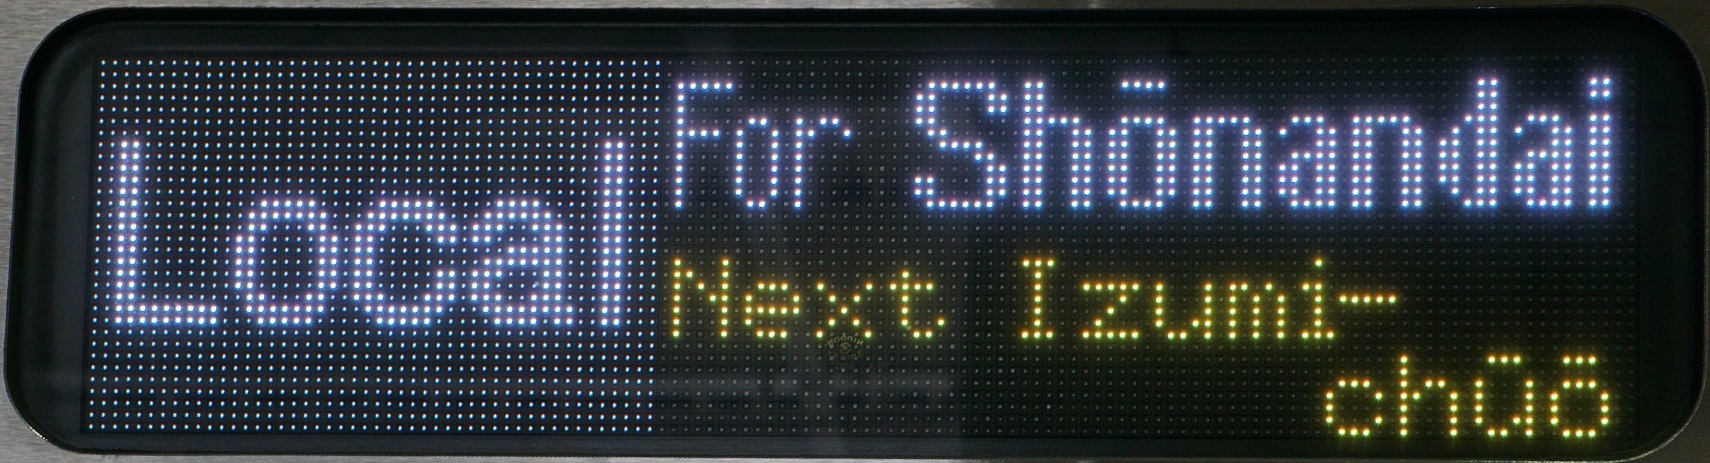 Local
For Shōnandai
Next Izumi-
chūō